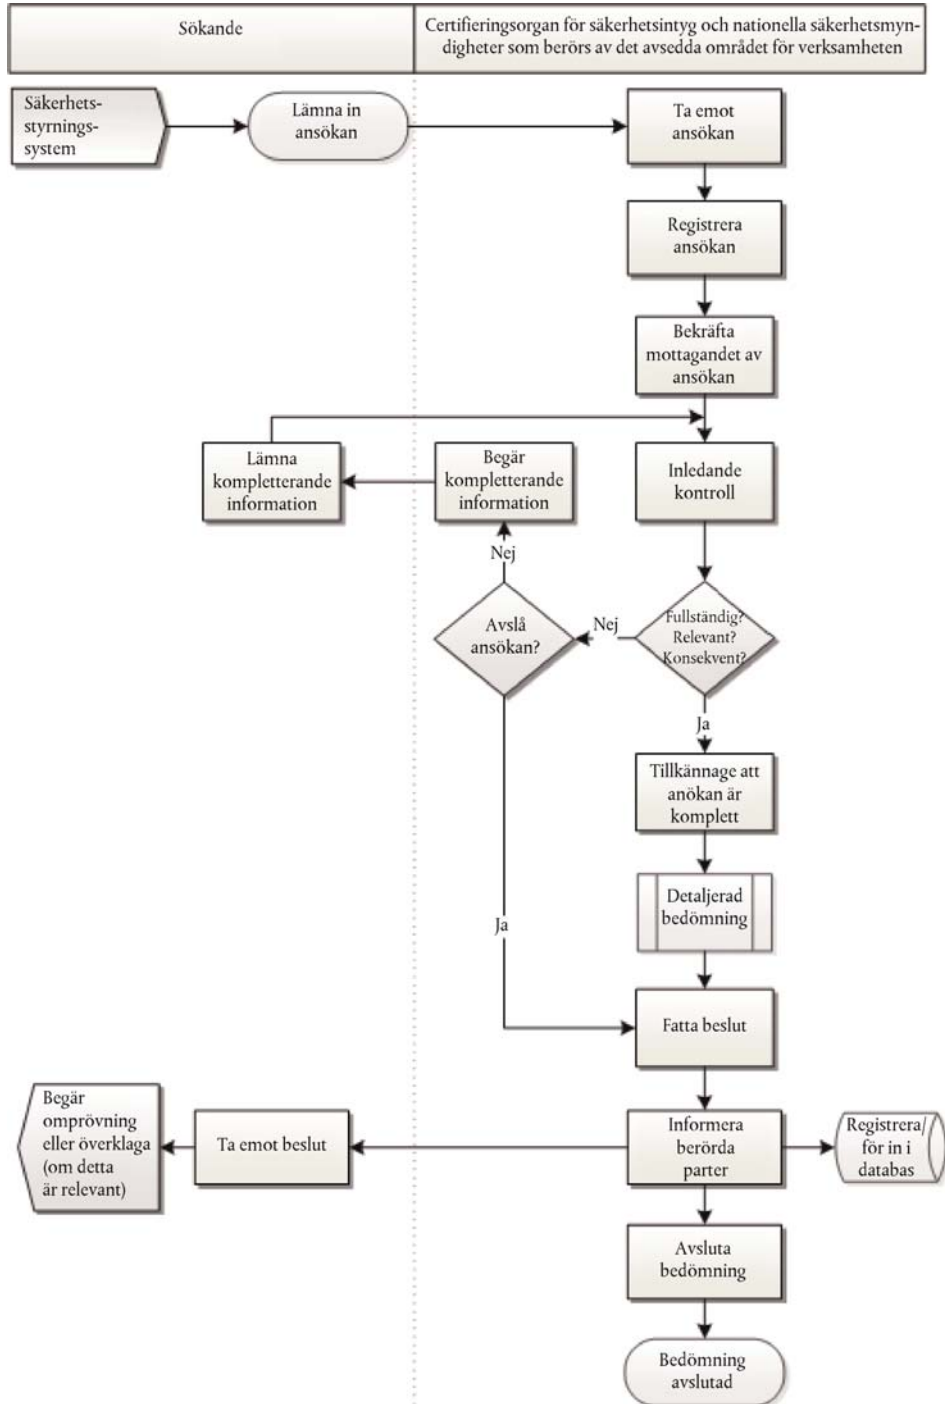 Sökande
Certifieringsorgan för säkerhetsintyg och nationella säkerhetsmyn-
digheter som berörs av det avsedda området för verksamheten
Säkerhets-
styrnings-
system
Lämna in
ansökan
Ta emot
ansökan
Registrera
ansökan
Bekräfta
mottagandet av
ansökan
Lämna
kompletterande
information
Begär
kompletterande
information
Inledande
kontroll
Nej
Avslå
ansökan?
Nej
Fullständig?
Relevant?
Konsekvent?
Ja
Tillkännage att
anökan är
komplett
Detaljerad
bedömning
Ja
Fatta beslut
Begär
omprövning
eller överklaga
(om detta
är relevant)
Ta emot beslut
Informera
berörda
parter
Registrera/
för in i
databas
Avsluta
bedömning
Bedömning
avslutad